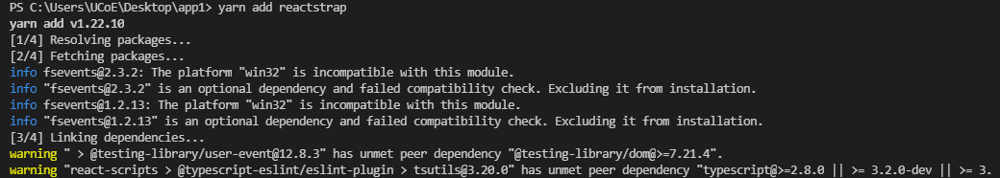 PS C:\Users\UCoE\Desktop\app1> yarn add reactstrap
yarn add v1.22.10
[1/4] Resolving packages...
[2/4] Fetching packages...
info fsevents@2.3.2: The platform "win32" is incompatible with this module.
info "fsevents@2.3.2" is an optional dependency and failed compatibility check. Excluding it from installation.
info fsevents@1.2.13: The platform "win32" is incompatible with this module.
info "fsevents@1.2.13" is an optional dependency and failed compatibility check. Excluding it from installation.
[3/4] Linking dependencies...
warning " > @testing-library/user-event@12.8.3" has unmet peer dependency "@testing-library/dom@>=7.21.4".
warning "react-scripts > @typescript-eslint/eslint-plugin > tsutils@3.20.0" has unmet peer dependency "typescript@>=2.8.0 || >= 3.2.0-dev || >= 3.